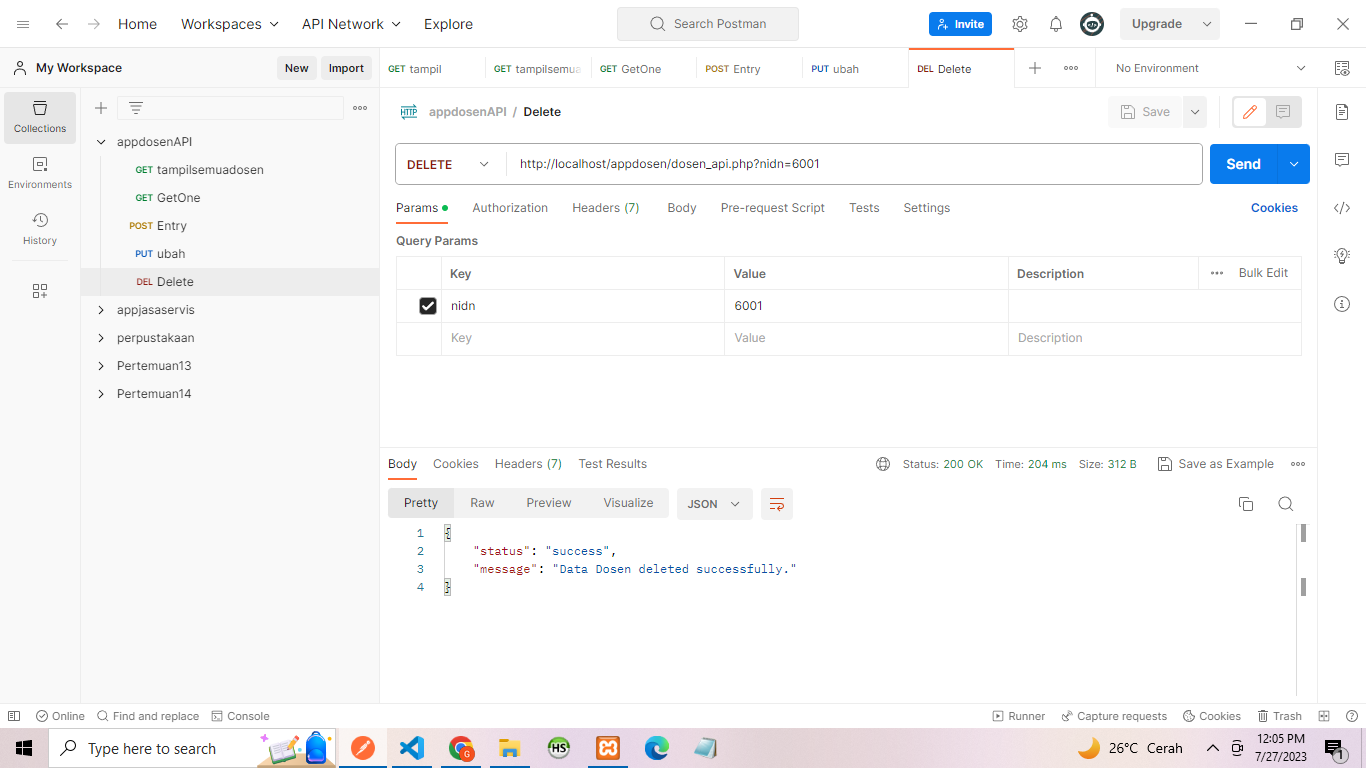 Home Workspaces API Network Explore Search Postman Invite Upgrade
My Workspace New Import GET tampil GET tampilsemua GET GetOne POST Entry PUT ubah DEL Delete No Environment
Collections
Environments
History
appdosenAPI
GET tampilsemuadosen
GET GetOne
POST Entry
PUT ubah
DEL Delete
appjasaservis
perpustakaan
Pertemuan13
Pertemuan14
HTTP appdosenAPI / Delete Save
DELETE http://localhost/appdosen/dosen_api.php?nidn=6001 Send
Params Authorization Headers (7) Body Pre-request Script Tests Settings Cookies
Query Params
Key Value Description Bulk Edit
nidn 6001
Key Value Description
Body Cookies Headers (7) Test Results Status: 200 OK Time: 204 ms Size: 312 B Save as Example
Pretty Raw Preview Visualize JSON
1 {
2 "status": "success",
3 "message": "Data Dosen deleted successfully."
4 }
Online Find and replace Console Runner Capture requests Cookies Trash
Type here to search G HS 26°C Cerah 12:05 PM
7/27/2023 1